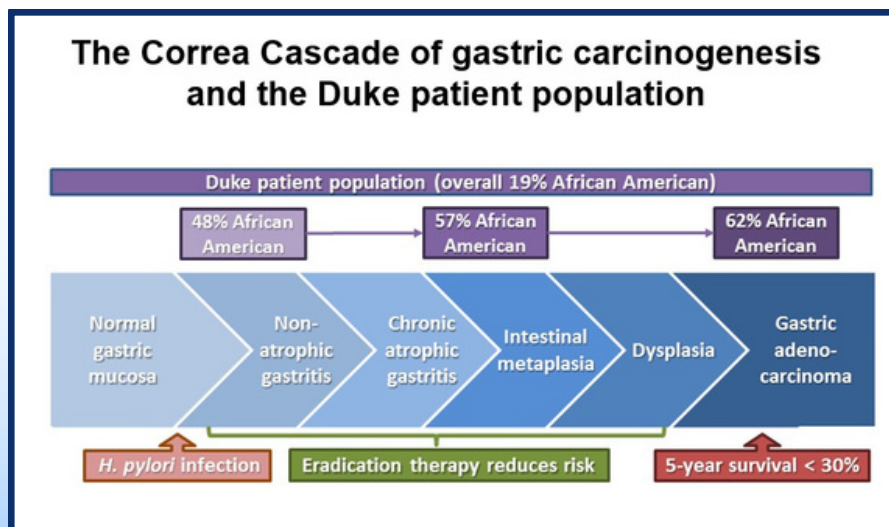 The Correa Cascade of gastric carcinogenesis
and the Duke patient population
Duke patient population (overall 19% African American)
48% African
American
57% African
American
62% African
American
Normal
gastric
mucosa
Non-
atrophic
gastritis
Chronic
atrophic
gastritis
Intestinal
metaplasia
Dysplasia
Gastric
adeno-
carcinoma
H. pylori infection
Eradication therapy reduces risk
5-year survival < 30%